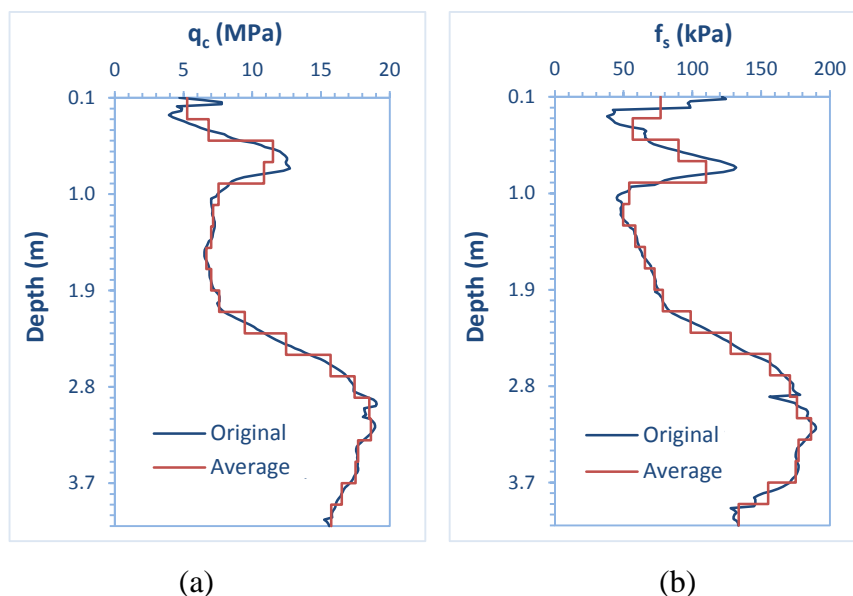 q_c (MPa)
0 5 10 15 20
0.1
1.0
1.9
2.8
3.7
Depth (m)
Original
Average
(a)
f_s (kPa)
0 50 100 150 200
0.1
1.0
1.9
2.8
3.7
Depth (m)
Original
Average
(b)